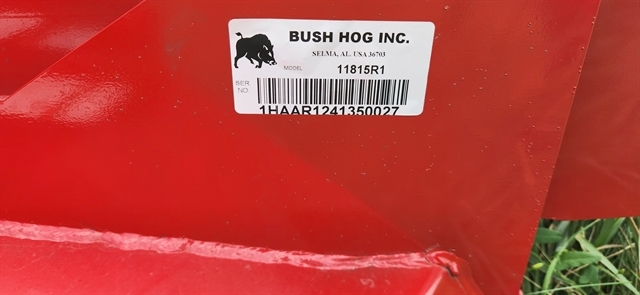 BUSH HOG INC.
SELMA, AL. USA 36703
MODEL 11815R1
SER
NO.
1HAAR1241350027